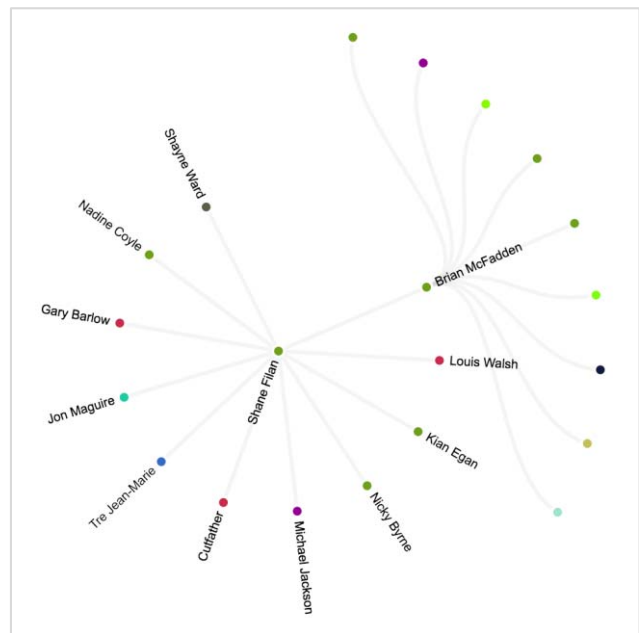 Shayne Ward
Nadine Coyle
Brian McFadden
Gary Barlow
Louis Walsh
Shane Filan
Jon Maguire
Kian Egan
Tre Jean-Marie
Nicky Byrne
Cutfather
Michael Jackson